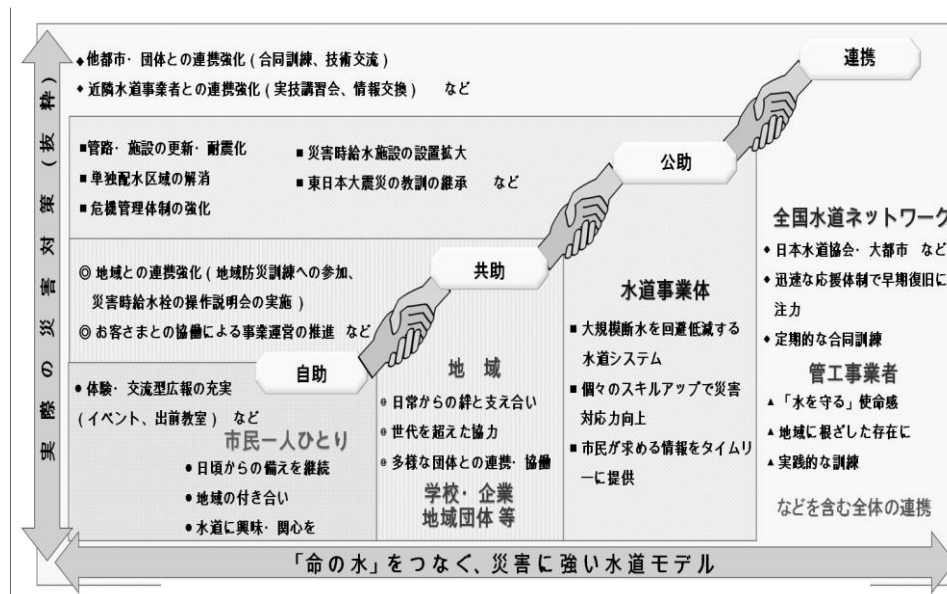 実際の災害対策(抜粋)
◆他都市・団体との連携強化(合同訓練、技術交流)
◆近隣水道事業者との連携強化(実技講習会、情報交換) など
連携
■管路・施設の更新・耐震化
■単独配水区域の解消
■危機管理体制の強化
■災害時給水施設の設置拡大
■東日本大震災の教訓の継承 など
公助
◎地域との連携強化(地域防災訓練への参加、
災害時給水栓の操作説明会の実施)
◎お客さまとの協働による事業運営の推進 など
共助
●体験・交流型広報の充実
(イベント、出前教室) など
自助
市民一人ひとり
●日頃からの備えを継続
●地域の付き合い
●水道に興味・関心を
地 域
◎日常からの絆と支え合い
◎世代を超えた協力
◎多様な団体との連携・協働
学校・企業
地域団体 等
水道事業体
■大規模断水を回避低減する
水道システム
■個々のスキルアップで災害
対応力向上
■市民が求める情報をタイムリ
ーに提供
全国水道ネットワーク
◆日本水道協会・大都市 など
◆迅速な応援体制で早期復旧に
注力
◆定期的な合同訓練
管工事業者
▲「水を守る」使命感
▲地域に根ざした存在に
▲実践的な訓練
などを含む全体の連携
「命の水」をつなぐ、災害に強い水道モデル